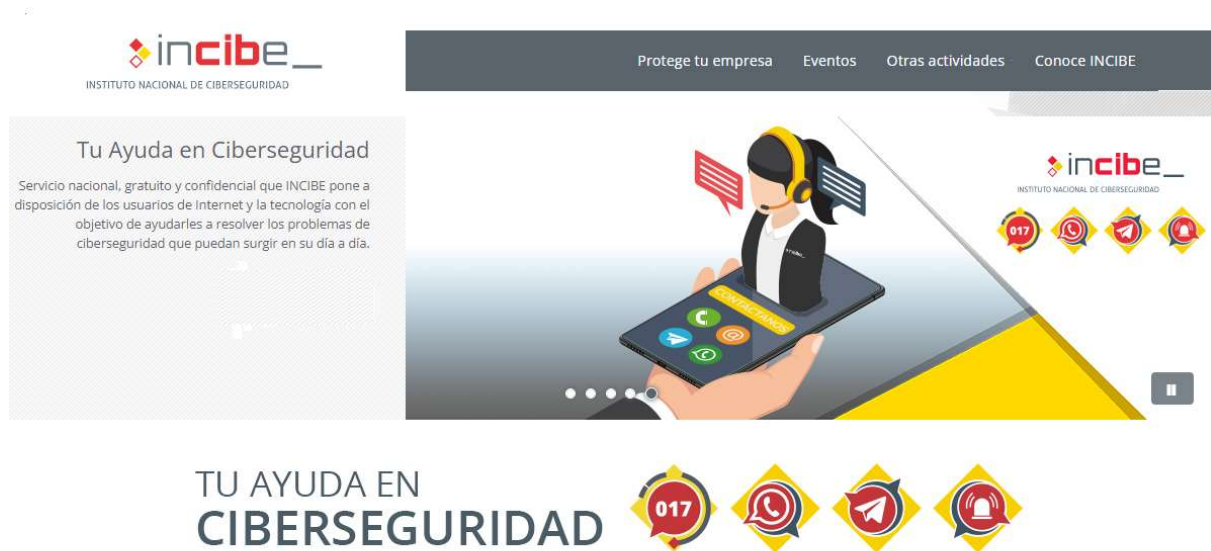 incibe_
INSTITUTO NACIONAL DE CIBERSEGURIDAD
Protege tu empresa Eventos Otras actividades Conoce INCIBE
Tu Ayuda en Ciberseguridad
Servicio nacional, gratuito y confidencial que INCIBE pone a
disposición de los usuarios de Internet y la tecnología con el
objetivo de ayudarles a resolver los problemas de
ciberseguridad que puedan surgir en su día a día.
incibe_
CONTÁCTANOS
incibe_
INSTITUTO NACIONAL DE CIBERSEGURIDAD
017
TU AYUDA EN
CIBERSEGURIDAD
017